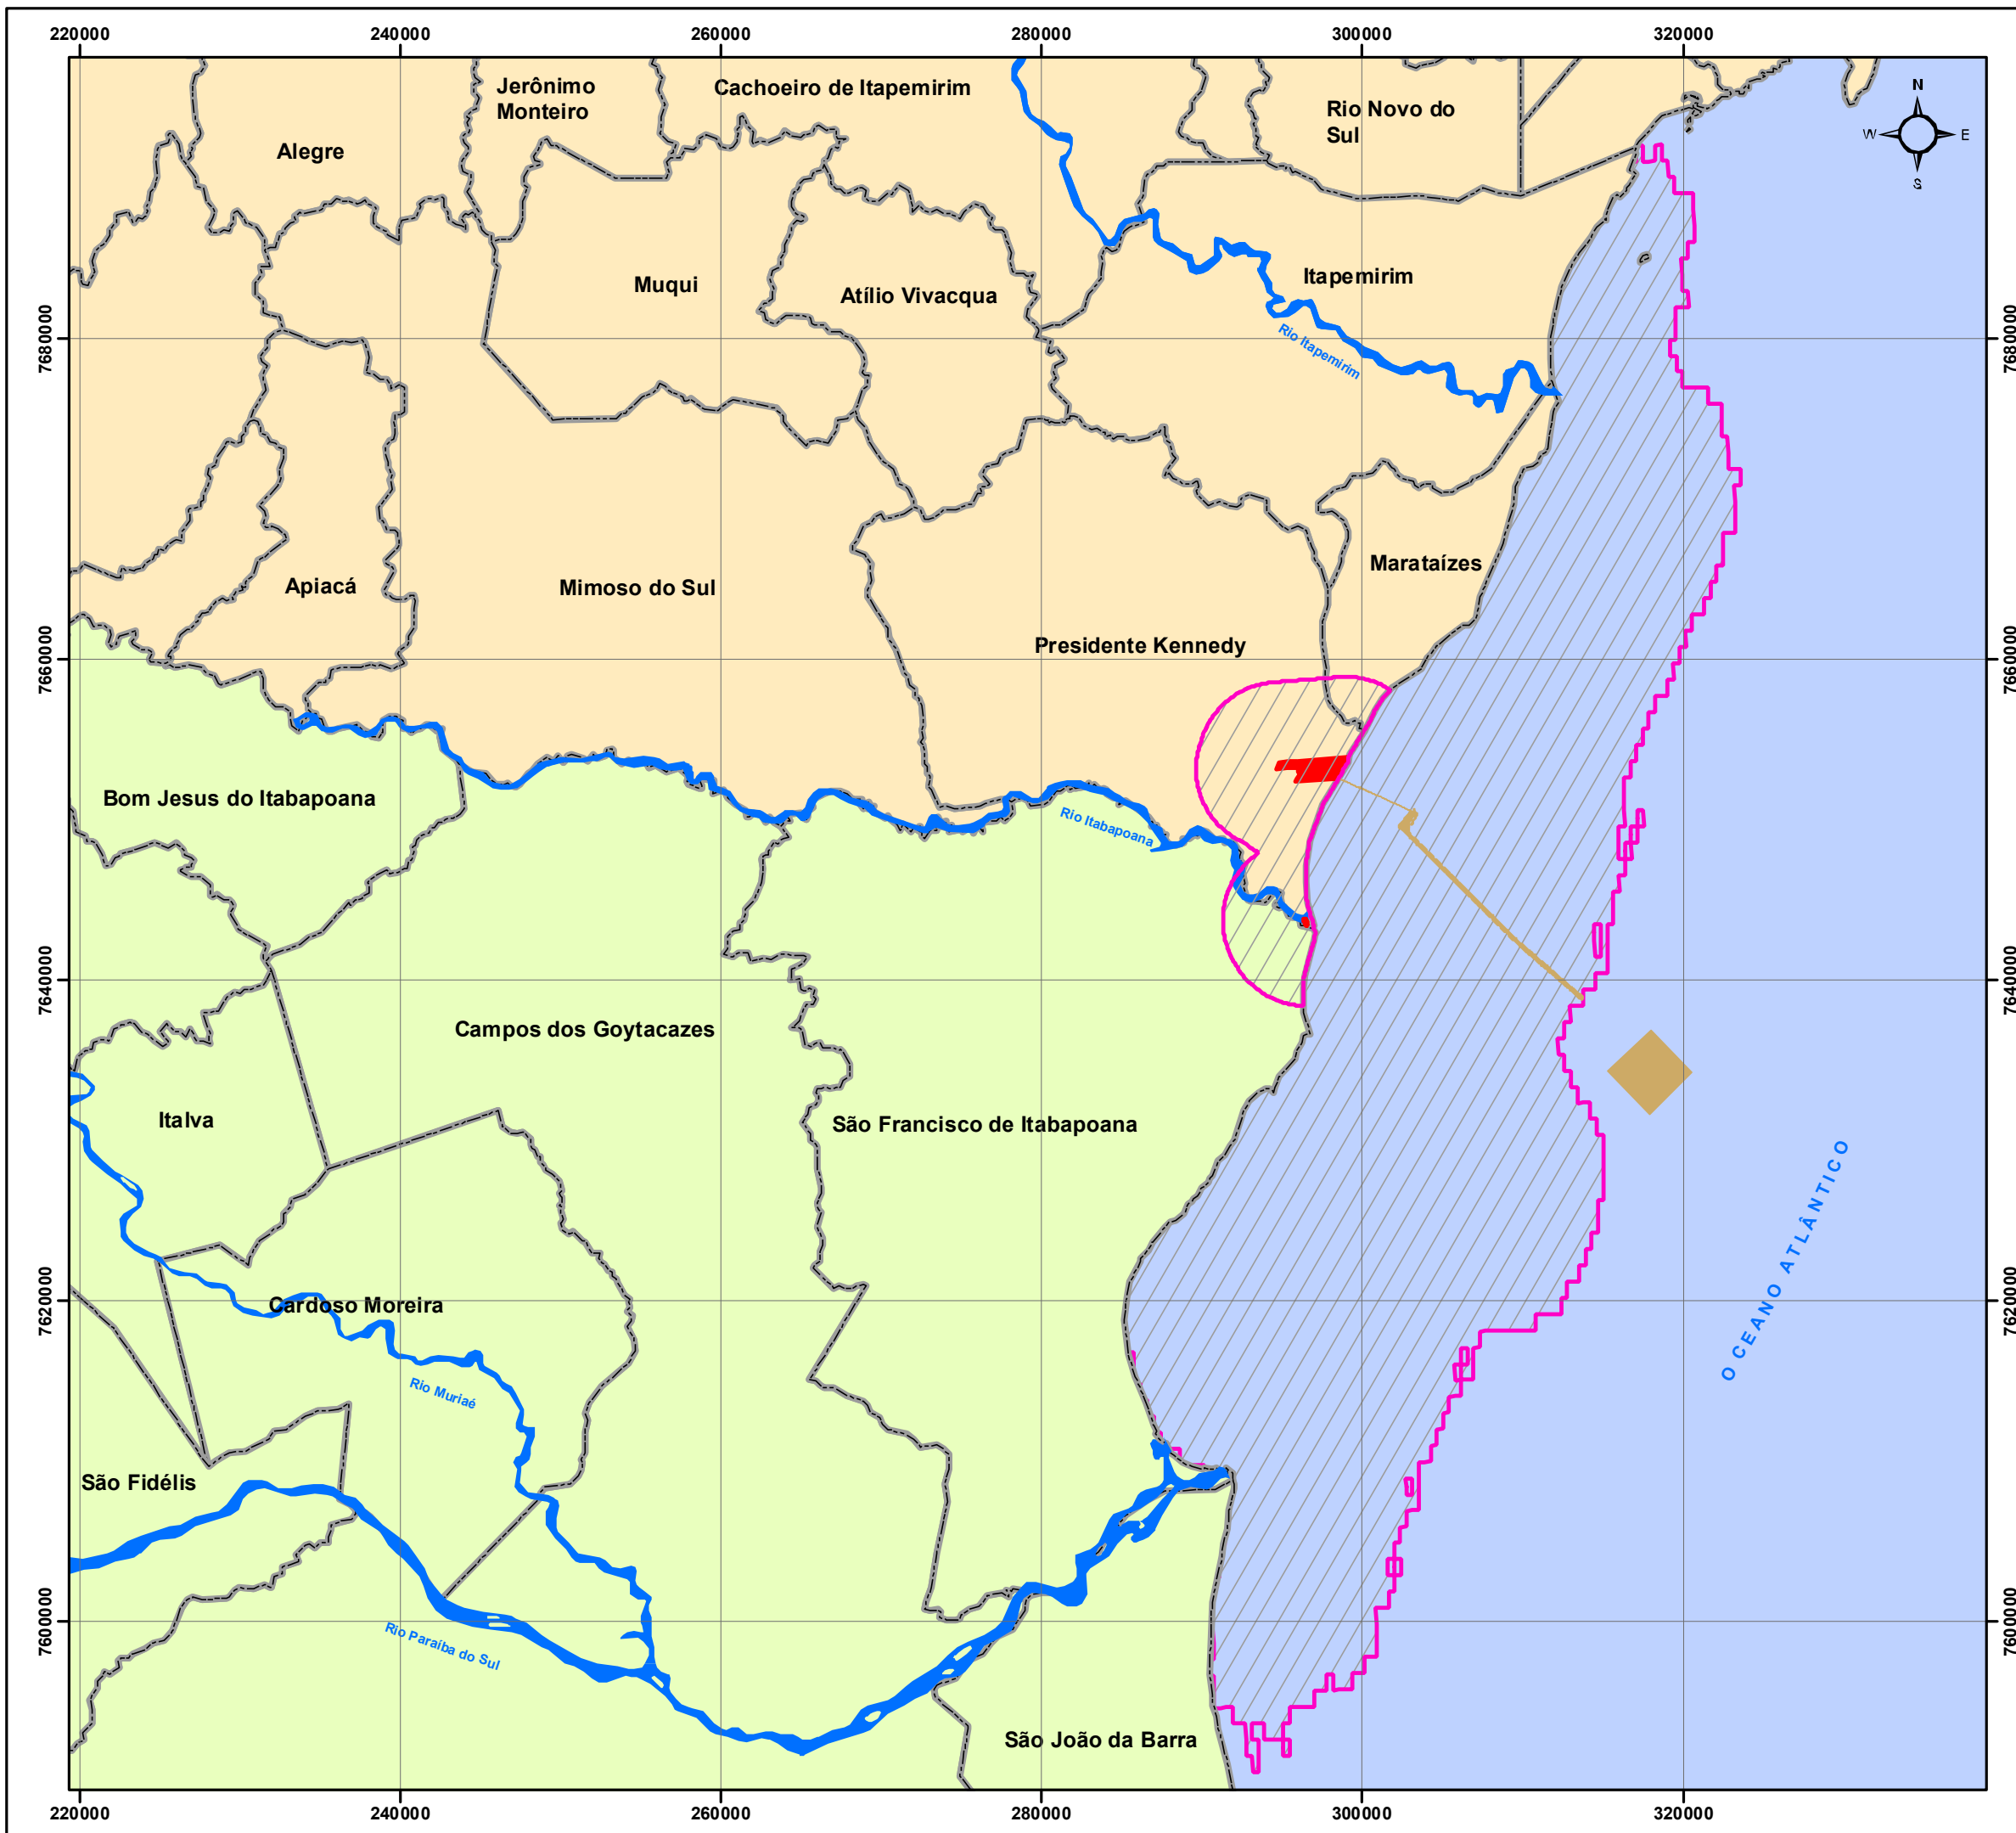 220000
240000
260000
280000
300000
320000
N
W
E
S
Jerônimo
Monteiro
Cachoeiro de Itapemirim
Rio Novo do
Sul
Alegre
Muqui
Atílio Vivacqua
Itapemirim
7680000
7680000
Rio Itapemirim
Apiacá
Mimoso do Sul
Marataízes
Presidente Kennedy
7660000
7660000
Bom Jesus do Itabapoana
Rio Itabapoana
7640000
7640000
Campos dos Goytacazes
Italva
São Francisco de Itabapoana
OCEANO ATLÂNTICO
7620000
7620000
Cardoso Moreira
Rio Muriaé
São Fidélis
7600000
7600000
Rio Paraíba do Sul
São João da Barra
220000
240000
260000
280000
300000
320000